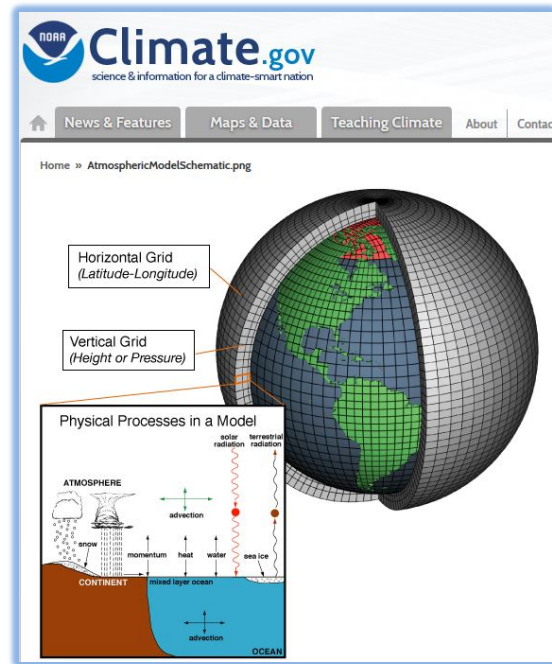 NOAA
Climate.gov
science & information for a climate-smart nation
News & Features
Maps & Data
Teaching Climate
About
Contac
Home » AtmosphericModelSchematic.png
Horizontal Grid
(Latitude-Longitude)
Vertical Grid
(Height or Pressure)
Physical Processes in a Model
solar
radiation
terrestrial
radiation
ATMOSPHERE
advection
snow
momentum
heat
water
sea ice
CONTINENT
mixed layer ocean
advection
OCEAN